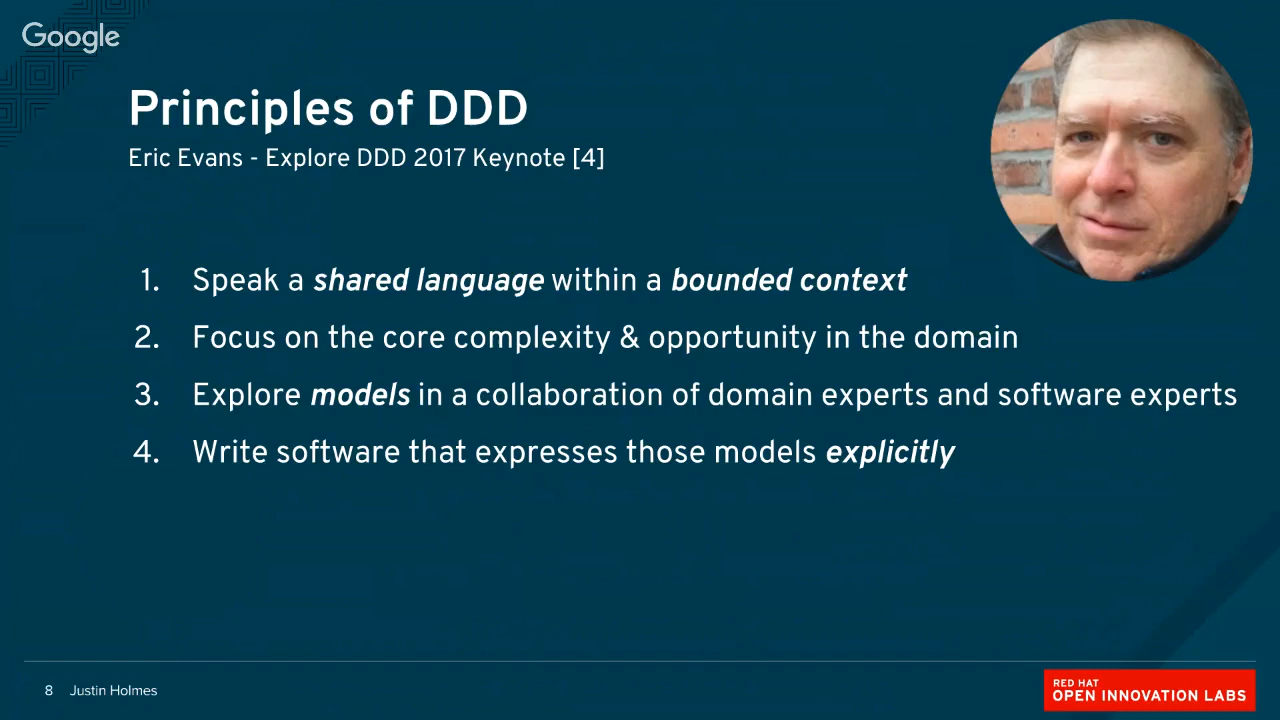 Google
Principles of DDD
Eric Evans - Explore DDD 2017 Keynote [4]
1. Speak a shared language within a bounded context
2. Focus on the core complexity & opportunity in the domain
3. Explore models in a collaboration of domain experts and software experts
4. Write software that expresses those models explicitly
8 Justin Holmes
RED HAT
OPEN INNOVATION LABS